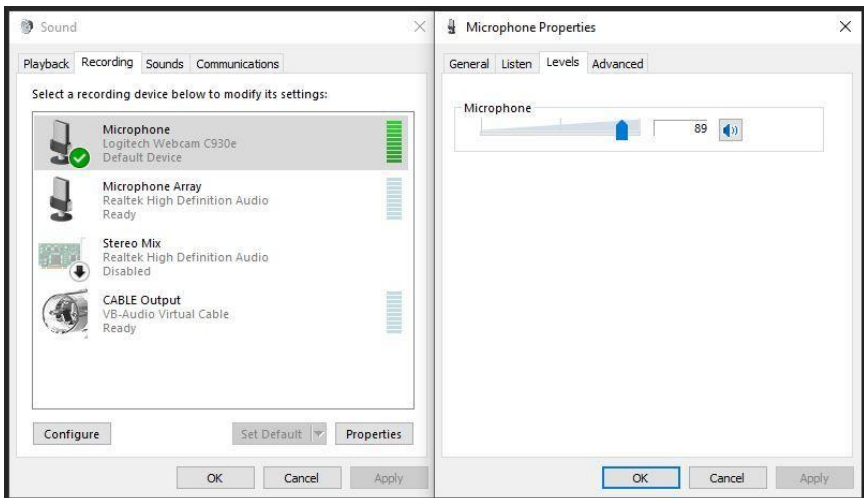 Sound
Playback Recording Sounds Communications
Select a recording device below to modify its settings:
Microphone
Logitech Webcam C930e
Default Device
Microphone Array
Realtek High Definition Audio
Ready
Stereo Mix
Realtek High Definition Audio
Disabled
CABLE Output
VB-Audio Virtual Cable
Ready
Configure Set Default Properties
OK Cancel Apply
Microphone Properties
General Listen Levels Advanced
Microphone
89
OK Cancel Apply